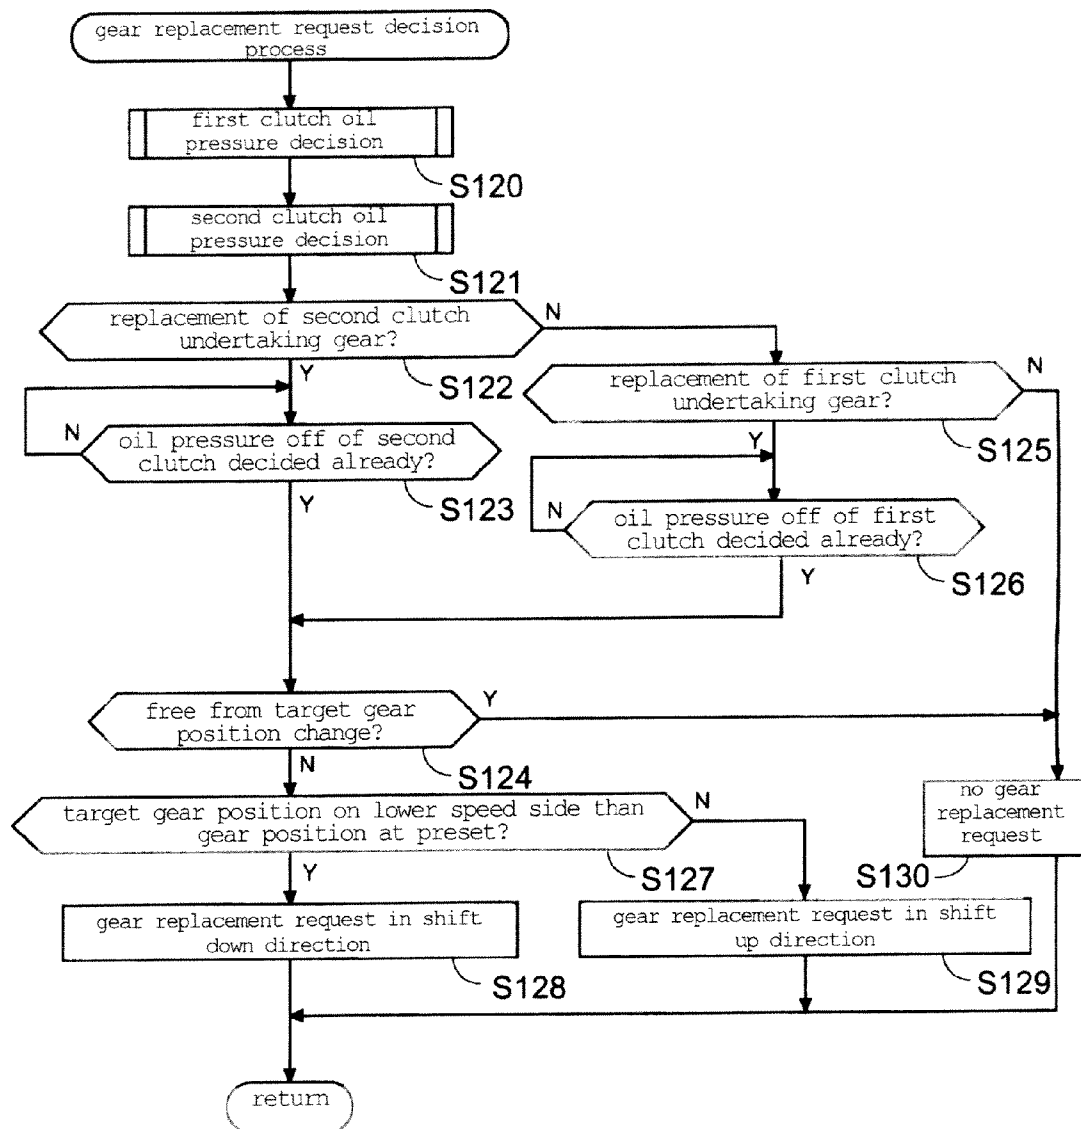 gear replacement request decision
process
first clutch oil
pressure decision
S120
second clutch oil
pressure decision
S121
replacement of second clutch
undertaking gear?
N
S122
Y
replacement of first clutch
undertaking gear?
N
S125
Y
N
oil pressure off of second
clutch decided already?
S123
Y
N
oil pressure off of first
clutch decided already?
S126
Y
free from target gear
position change?
Y
S124
N
target gear position on lower speed side than
gear position at preset?
N
S127
Y
no gear
replacement
request
S130
gear replacement request in shift
down direction
S128
gear replacement request in shift
up direction
S129
return